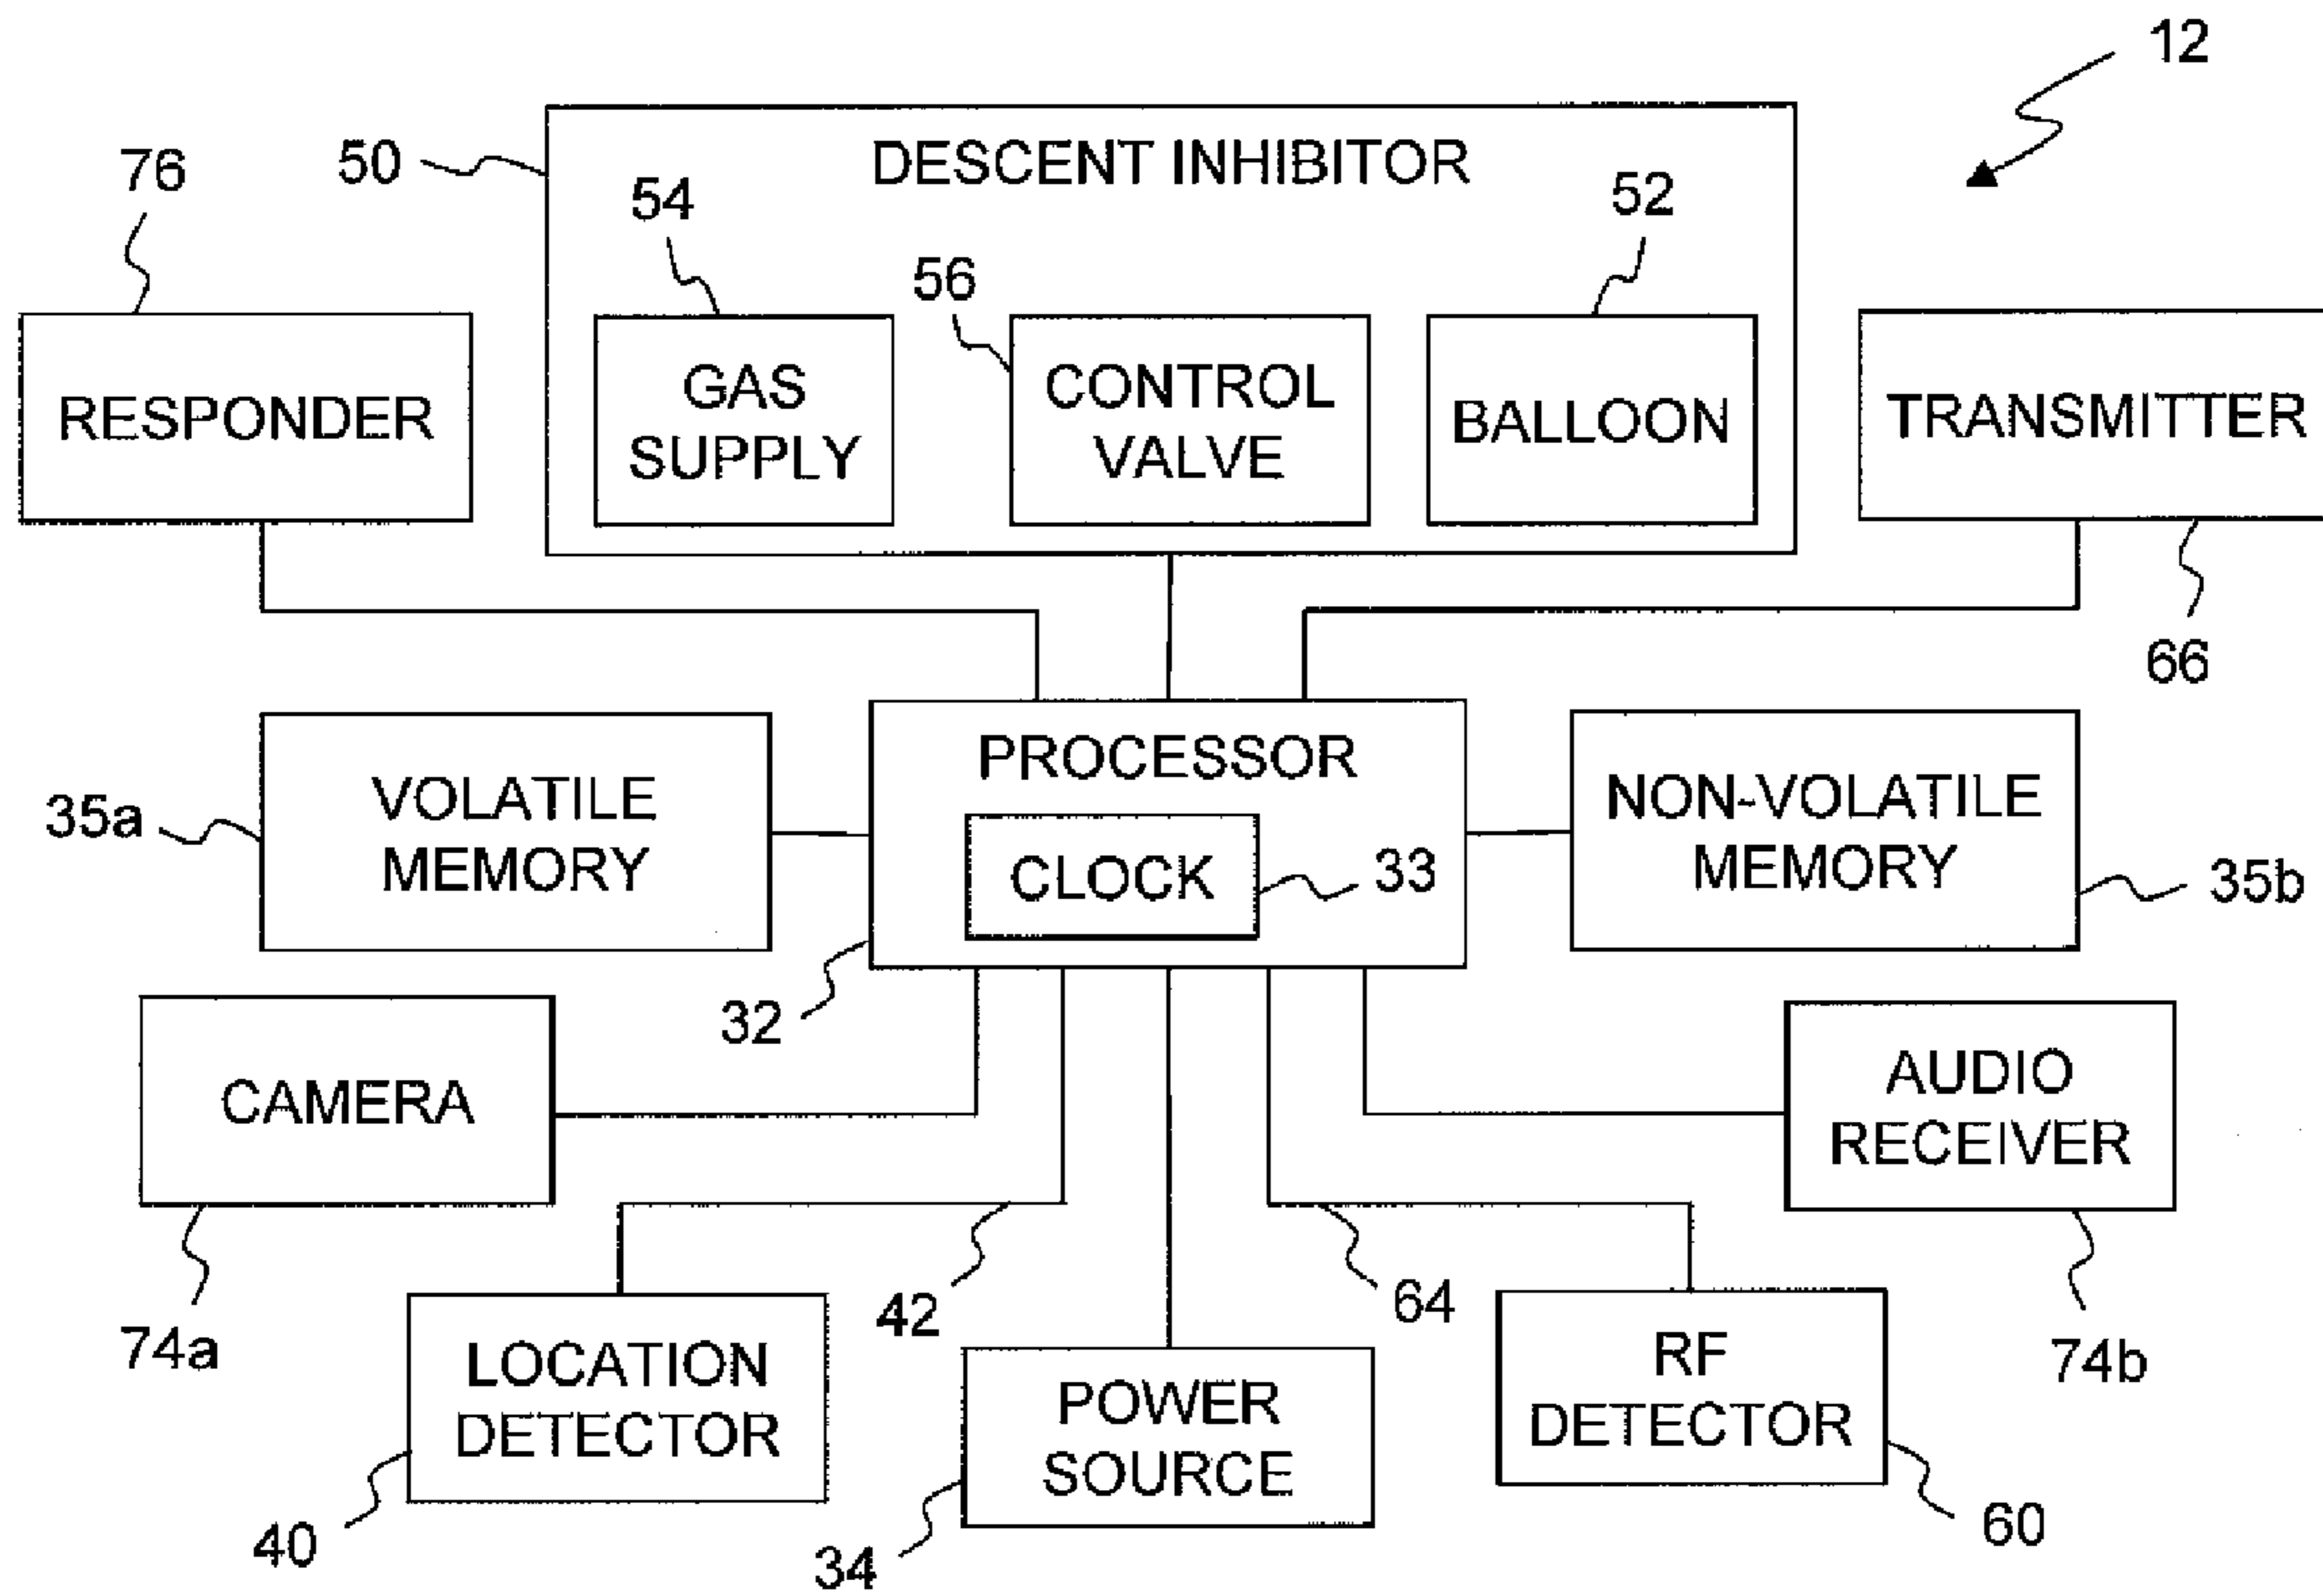 12
50
DESCENT INHIBITOR
76
54
52
56
RESPONDER
GAS
SUPPLY
CONTROL
VALVE
BALLOON
TRANSMITTER
66
35a
VOLATILE
MEMORY
PROCESSOR
CLOCK
33
NON-VOLATILE
MEMORY
35b
32
CAMERA
AUDIO
RECEIVER
74a
42
64
74b
LOCATION
DETECTOR
POWER
SOURCE
RF
DETECTOR
40
34
60